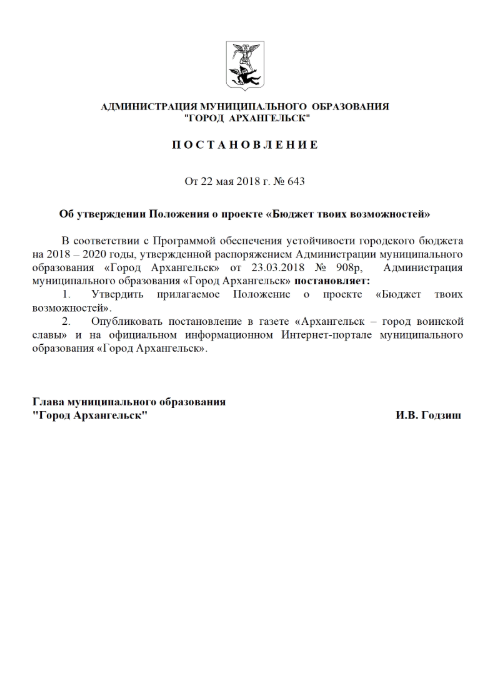 АДМИНИСТРАЦИЯ МУНИЦИПАЛЬНОГО ОБРАЗОВАНИЯ
"ГОРОД АРХАНГЕЛЬСК"
П О С Т А Н О В Л Е Н И Е
От 22 мая 2018 г. № 643
Об утверждении Положения о проекте «Бюджет твоих возможностей»
В соответствии с Программой обеспечения устойчивости городского бюджета
на 2018 – 2020 годы, утвержденной распоряжением Администрации муниципального
образования «Город Архангельск» от 23.03.2018 № 908р, Администрация
муниципального образования «Город Архангельск» постановляет:
1. Утвердить прилагаемое Положение о проекте «Бюджет твоих
возможностей».
2. Опубликовать постановление в газете «Архангельск – город воинской
славы» и на официальном информационном Интернет-портале муниципального
образования «Город Архангельск».
Глава муниципального образования
"Город Архангельск" И.В. Годзиш